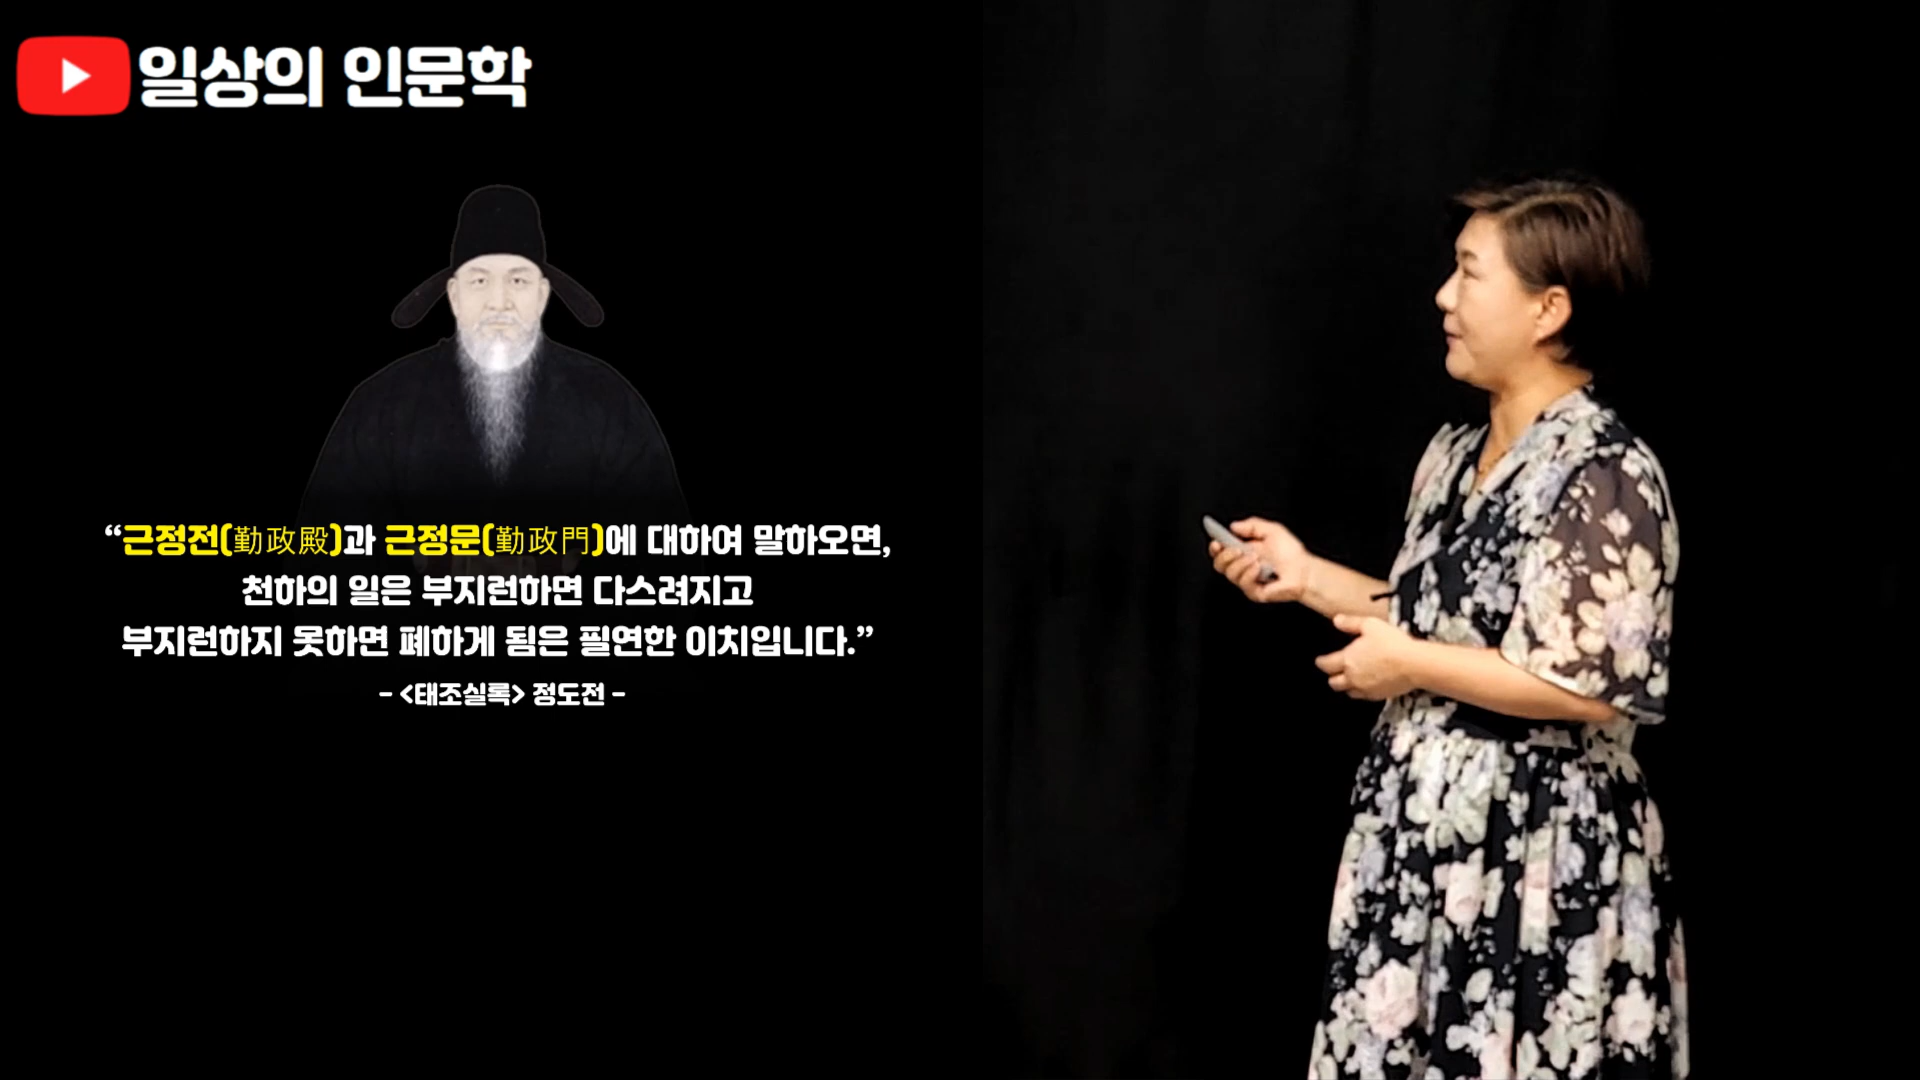 일상의 인문학
“근정전(勤政殿)과 근정문(勤政門)에 대하여 말하오면,
천하의 일은 부지런하면 다스려지고
부지런하지 못하면 폐하게 됨은 필연한 이치입니다.”
- <태조실록> 정도전 -